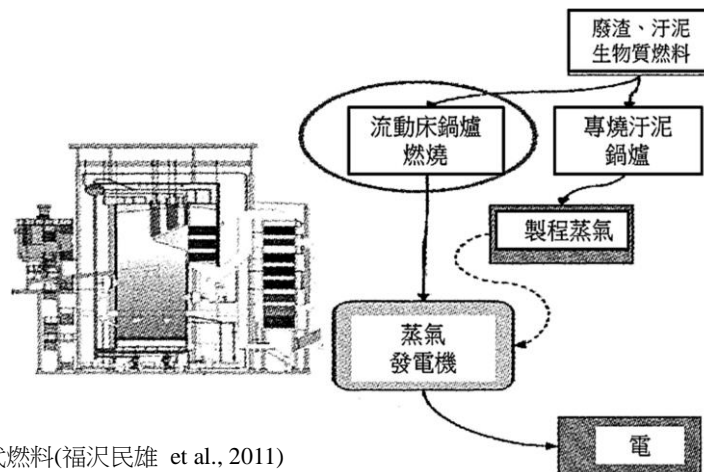 廢渣、汙泥
生物質燃料
流動床鍋爐
燃燒
專燒汙泥
鍋爐
製程蒸氣
蒸氣
發電機
電
代燃料(福沢民雄 et al., 2011)